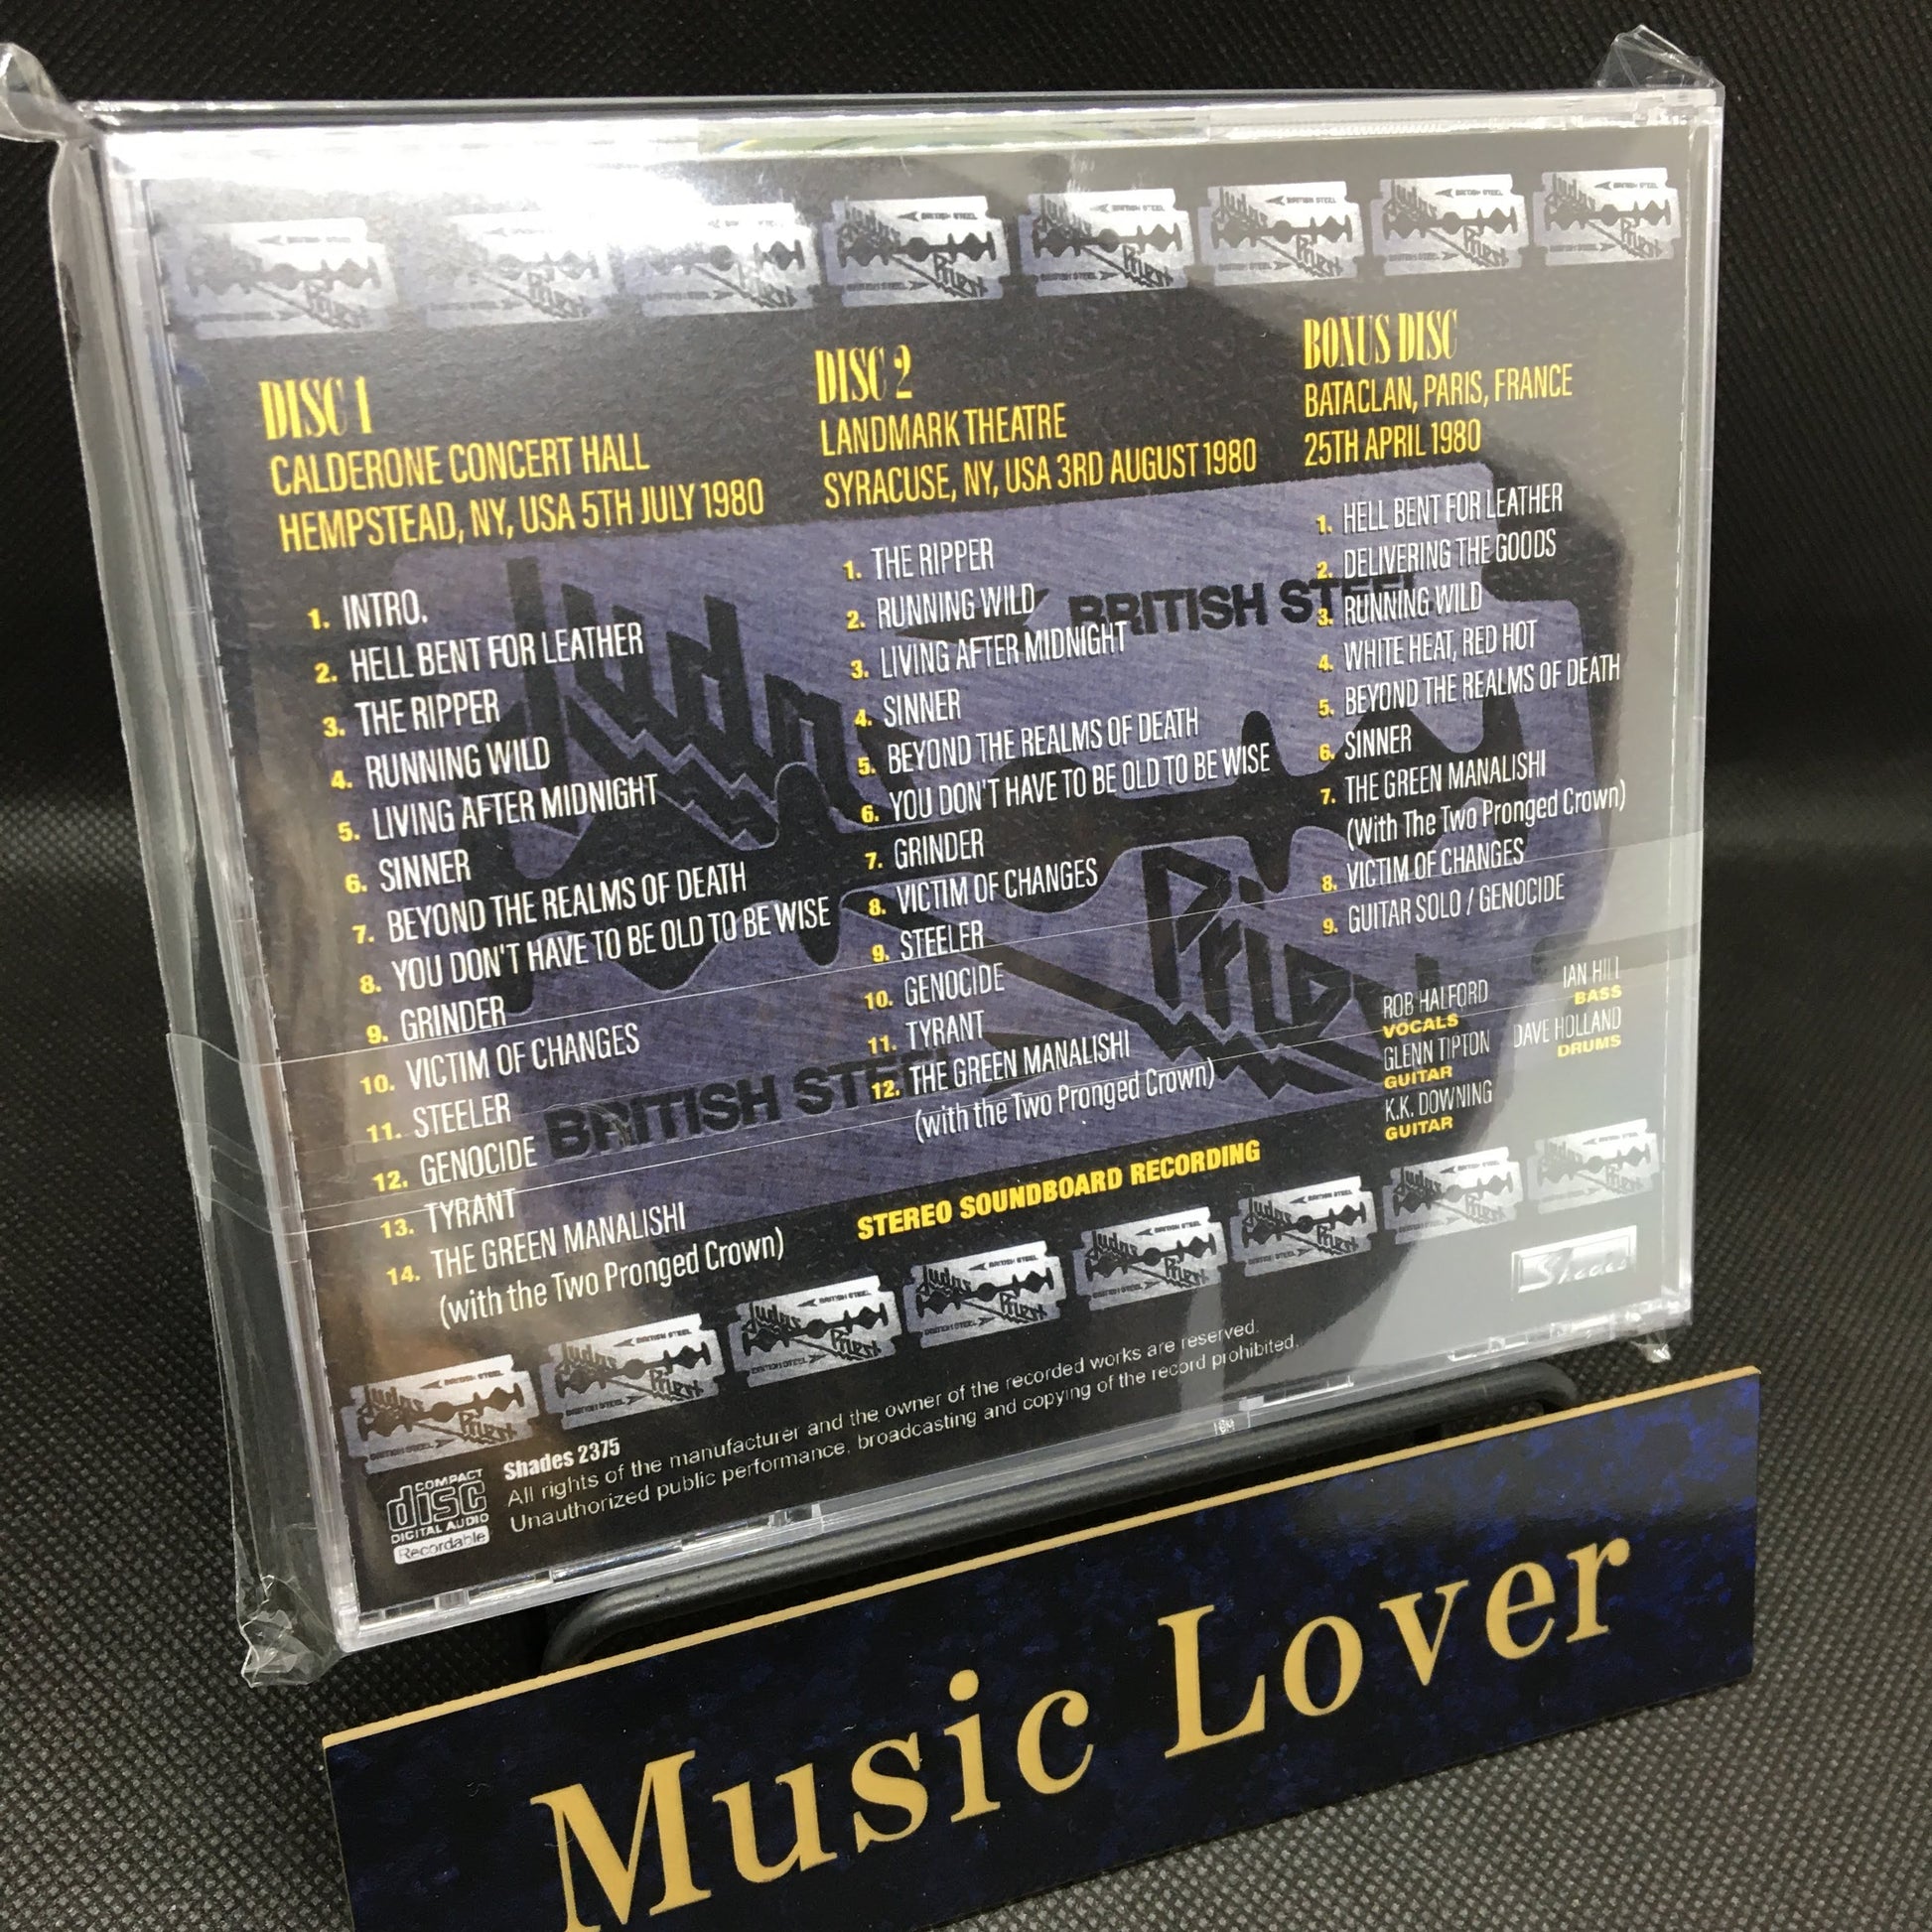 DISC 1
CALDERONE CONCERT HALL
HEMPSTEAD, NY, USA 5TH JULY 1980
1. INTRO.
2. HELL BENT FOR LEATHER
3. THE RIPPER
4. RUNNING WILD
5. LIVING AFTER MIDNIGHT
6. SINNER
7. BEYOND THE REALMS OF DEATH
8. YOU DON'T HAVE TO BE OLD TO BE WISE
9. GRINDER
10. VICTIM OF CHANGES
11. STEELER
12. GENOCIDE
13. TYRANT
14. THE GREEN MANALISHI
(with the Two Pronged Crown)
DISC 2
LANDMARK THEATRE
SYRACUSE, NY, USA 3RD AUGUST 1980
1. THE RIPPER
2. RUNNING WILD
3. LIVING AFTER MIDNIGHT
4. SINNER
5. BEYOND THE REALMS OF DEATH
6. YOU DON'T HAVE TO BE OLD TO BE WISE
7. GRINDER
8. VICTIM OF CHANGES
9. STEELER
10. GENOCIDE
11. TYRANT
12. THE GREEN MANALISHI
(with the Two Pronged Crown)
BONUS DISC
BATACLAN, PARIS, FRANCE
25TH APRIL 1980
1. HELL BENT FOR LEATHER
2. DELIVERING THE GOODS
3. RUNNING WILD
4. WHITE HEAT, RED HOT
5. BEYOND THE REALMS OF DEATH
6. SINNER
7. THE GREEN MANALISHI
(With The Two Pronged Crown)
8. VICTIM OF CHANGES
9. GUITAR SOLO / GENOCIDE
ROB HALFORD
VOCALS
GLENN TIPTON
GUITAR
K.K. DOWNING
GUITAR
IAN HILL
BASS
DAVE HOLLAND
DRUMS
BRITISH STEEL
Judas
Priest
BRITISH STEEL
STEREO SOUNDBOARD RECORDING
Shades
Shades 2375
All rights of the manufacturer and the owner of the recorded works are reserved.
Unauthorized public performance, broadcasting and copying of the record prohibited.
COMPACT
disc
DIGITAL AUDIO
Recordable
Music Lover